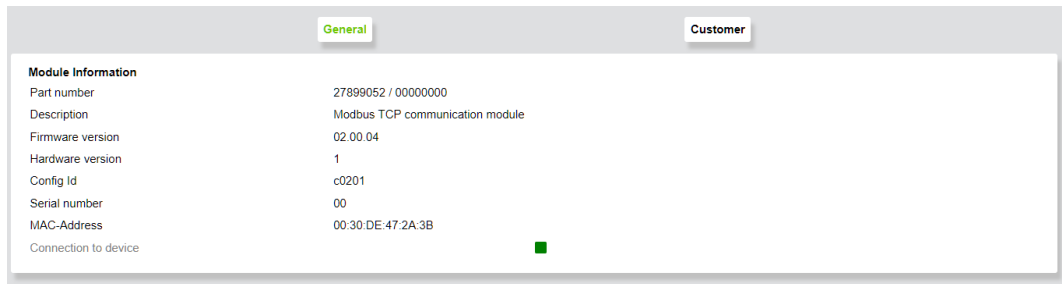 General Customer
Module Information
Part number 27899052 / 00000000
Description Modbus TCP communication module
Firmware version 02.00.04
Hardware version 1
Config Id c0201
Serial number 00
MAC-Address 00:30:DE:47:2A:3B
Connection to device